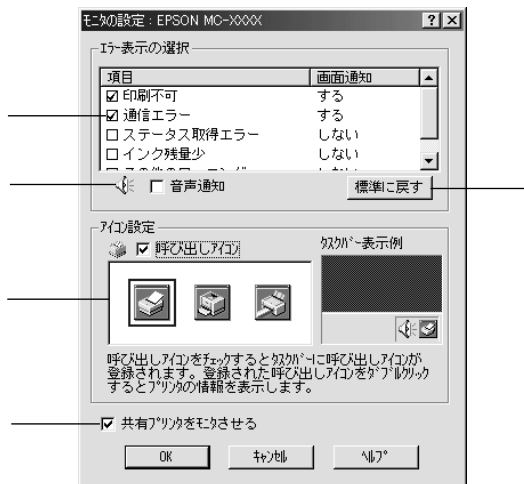 モニタの設定：EPSON MC-XXXX
エラー表示の選択
項目 画面通知
印刷不可 する
通信エラー する
ステータス取得エラー しない
インク残量少 しない
音声通知
標準に戻す
アイコン設定
呼び出しアイコン
タスクバー表示例
呼び出しアイコンをチェックするとタスクバーに呼び出しアイコンが
登録されます。登録された呼び出しアイコンをダブルクリック
するとプリンタの情報を表示します。
共有プリンタをモニタさせる
OK キャンセル ヘルプ